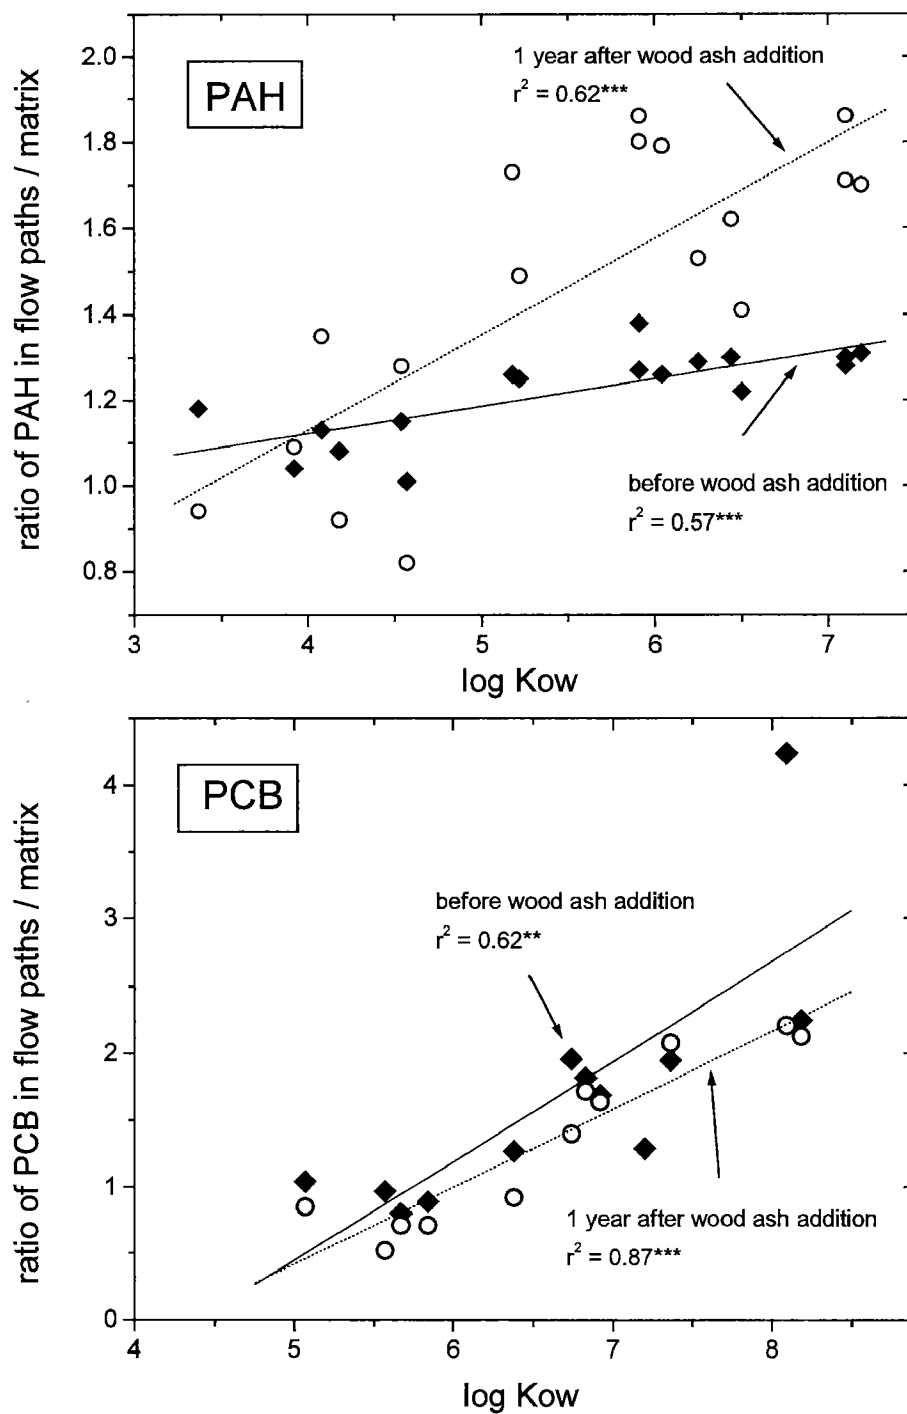 PAH
1 year after wood ash addition
r² = 0.62***
before wood ash addition
r² = 0.57***
ratio of PAH in flow paths / matrix
2.0
1.8
1.6
1.4
1.2
1.0
0.8
3 4 5 6 7
log Kow
PCB
before wood ash addition
r² = 0.62**
1 year after wood ash addition
r² = 0.87***
ratio of PCB in flow paths / matrix
4
3
2
1
0
4 5 6 7 8
log Kow